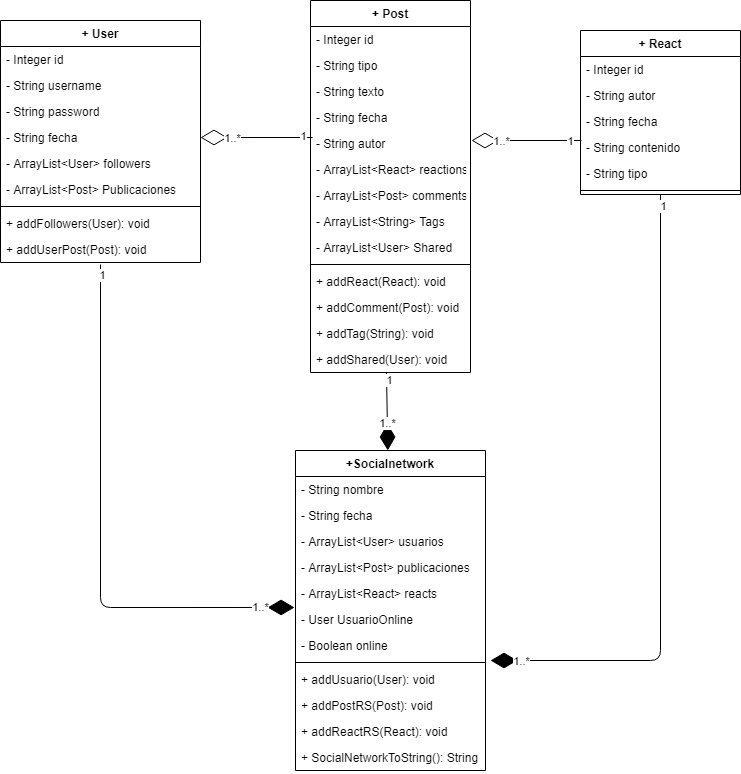 + User
- Integer id
- String username
- String password
- String fecha
- ArrayList<User> followers
- ArrayList<Post> Publicaciones
+ addFollowers(User): void
+ addUserPost(Post): void
1..*
1
+ Post
- Integer id
- String tipo
- String texto
- String fecha
- String autor
- ArrayList<React> reactions
- ArrayList<Post> comments
- ArrayList<String> Tags
- ArrayList<User> Shared
+ addReact(React): void
+ addComment(Post): void
+ addTag(String): void
+ addShared(User): void
1..*
1
+ React
- Integer id
- String autor
- String fecha
- String contenido
- String tipo
1
1
1
1..*
+Socialnetwork
- String nombre
- String fecha
- ArrayList<User> usuarios
- ArrayList<Post> publicaciones
- ArrayList<React> reacts
- User UsuarioOnline
- Boolean online
+ addUsuario(User): void
+ addPostRS(Post): void
+ addReactRS(React): void
+ SocialNetworkToString(): String
1..*
1..*